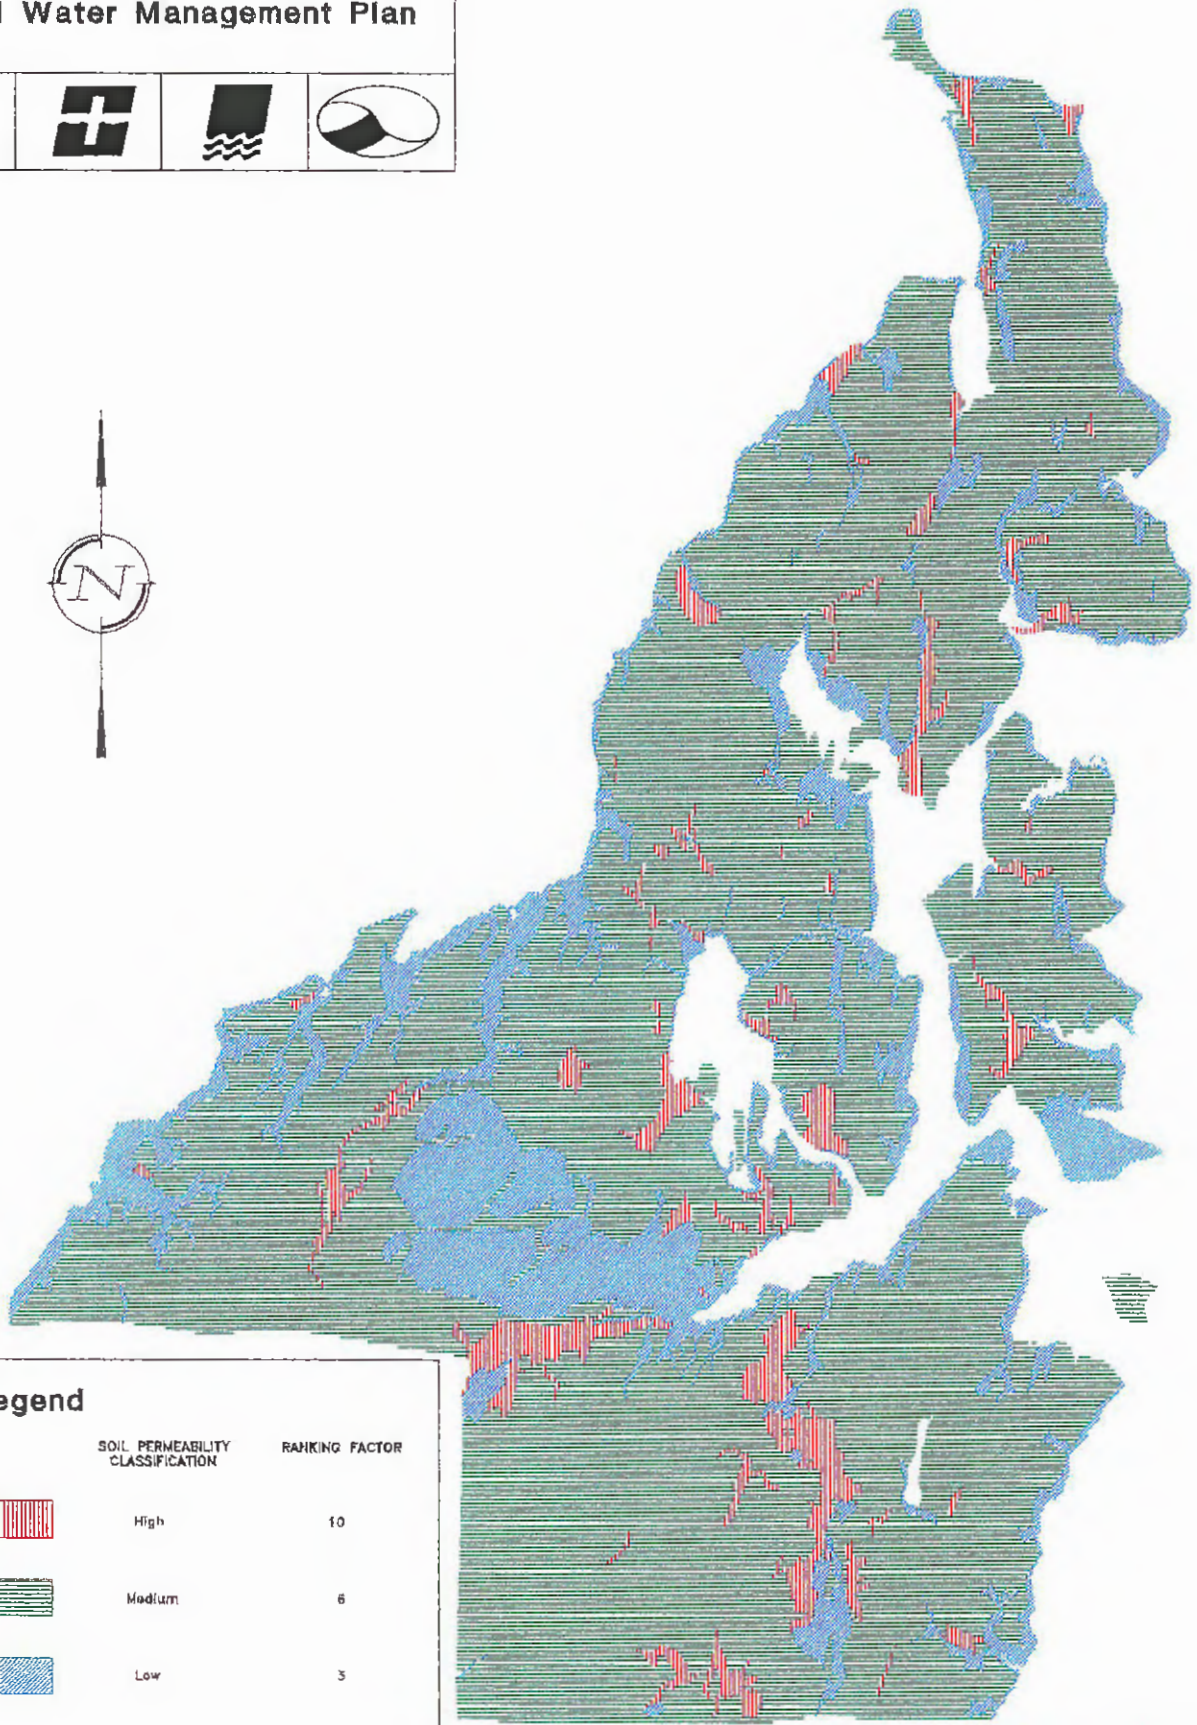 Water Management Plan
N
egend
SOIL PERMEABILITY
CLASSIFICATION
RANKING FACTOR
High 10
Medium 6
Low 3